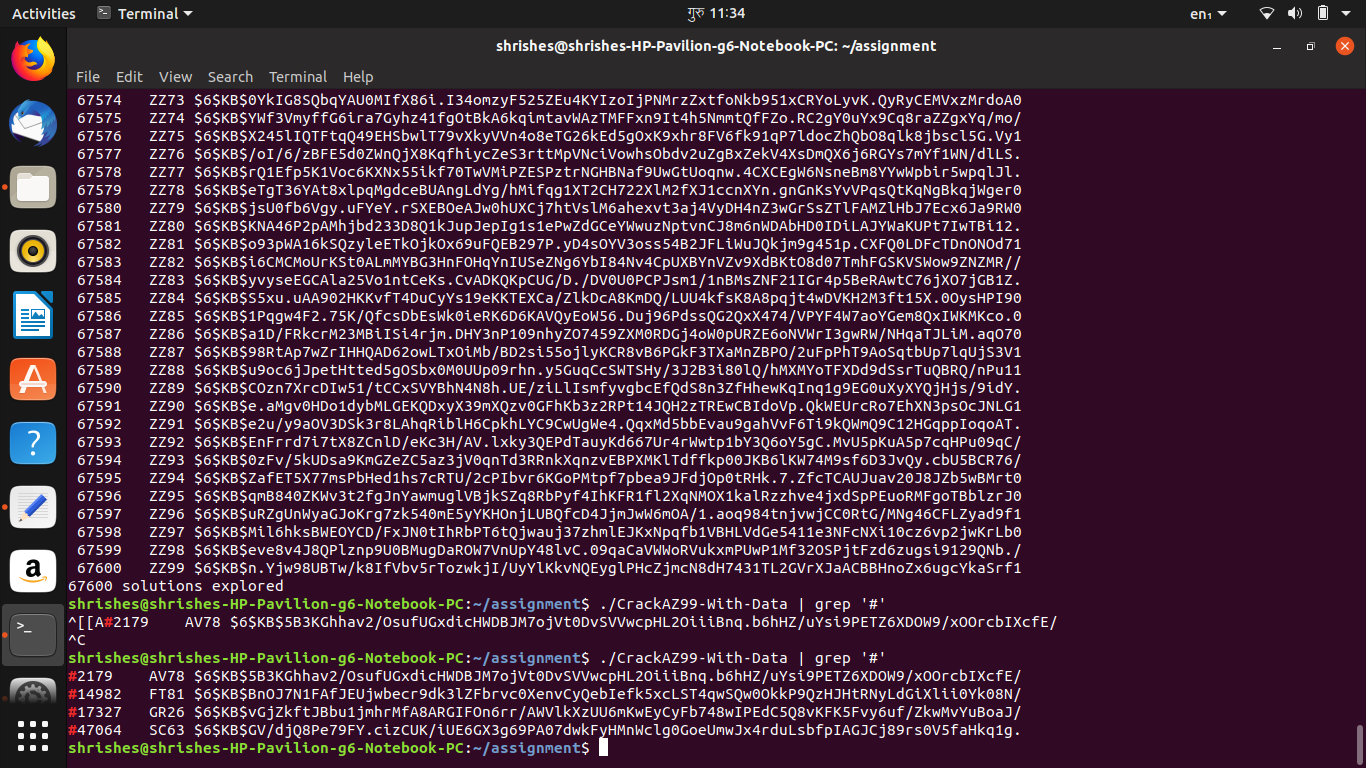 Activities Terminal गुरु 11:34 en₁
shrishes@shrishes-HP-Pavilion-g6-Notebook-PC: ~/assignment
File Edit View Search Terminal Help
67574 ZZ73 $6$KB$0YkIG8SQbqYAU0MIfX86i.I34omzyF525ZEu4KYIzoIjPNMrzZxtfoNkb951xCRYoLyvK.QyRyCEMVxzMrdoA0
67575 ZZ74 $6$KB$YWf3VmyffG6ira7Gyhz41fgOtBkA6kqimtavWAzTMFFxn9It4h5NmmtQfFZo.RC2gY0uYx9Cq8raZZgxYq/mo/
67576 ZZ75 $6$KB$X245lIQTFtqQ49EHSbwlT79vXkyVVn4o8eTG26kEd5gOxK9xhr8FV6fk91qP7ldocZhQbO8qlk8jbscl5G.Vy1
67577 ZZ76 $6$KB$/oI/6/zBFE5d0ZWnQjX8KqfhiyczeS3rttMpVNciVowhsObdv2uZgBxZekV4XsDmQX6j6RGYs7mYf1WN/dlLS.
67578 ZZ77 $6$KB$rQ1Efp5K1Voc6KXNx55ikf70TwVMiPZESPztrNGHBNaf9UwGtUoqnw.4CXCEgW6NsneBm8YYwWpbir5wpqlJl.
67579 ZZ78 $6$KB$eTgT36YAt8xlpqMgdceBUAngLdYg/hMifqg1XT2CH722XlM2fXJ1ccnXYn.gnGnKsYvVPqsQtKqNgBkqjWger0
67580 ZZ79 $6$KB$jsU0fb6Vgy.uFYeY.rSXEBOeAJw0hUXCj7htVslM6ahexvt3aj4VyDH4nZ3wGrSsZTlFAMZlHbJ7Ecx6Ja9RW0
67581 ZZ80 $6$KB$KNA46P2pAMhjbd233D8Q1kJupJepIg1s1ePwZdGCeYWwuzNptvnCJ8m6nWDAbHD0IDiLAJYWaKUPt7IwTBi12.
67582 ZZ81 $6$KB$o93pWA16kSQzyleETkOjkOx69uFQEB297P.yD4sOYV3oss54B2JFLiWuJQkjm9g451p.CXFQ0LDFcTDnONOd71
67583 ZZ82 $6$KB$i6CMCMoUrKSt0ALmMYBG3HnFOHqYnIUSeZNg6YbI84Nv4CpUXBYnVZv9XdBKtO8d07TmhFGSKVSWow9ZNZMR//
67584 ZZ83 $6$KB$yvyseEGCAla25Vo1ntCeKs.CvADKQKpCUG/D./DV0U0PCPJsm1/1nBMsZNF21IGr4p5BeRAwtC76jXO7jGB1Z.
67585 ZZ84 $6$KB$S5xu.uAA902HKKvfT4DuCyYs19eKKTEXCa/ZlkDcA8KmDQ/LUU4kfsK8A8pqjt4wDVKH2M3ft15X.0OysHPI90
67586 ZZ85 $6$KB$1Pqgw4F2.75K/QfcsDbEsWk0ieRK6D6KAVQyEoW56.Duj96PdssQG2QxX474/VPYF4W7aoYGem8QxIWKMKco.0
67587 ZZ86 $6$KB$a1D/FRkcrM23MBiISi4rjm.DHY3nP109nhyZO7459ZXM0RDGj4oW0pURZE6oNVWrI3gwRW/NHqaTJLiM.aqO70
67588 ZZ87 $6$KB$98RtAp7wZrIHHQAD62owLTxOiMb/BD2si55ojlyKCR8vB6PGkF3TXaMnZBPO/2uFpPhT9AoSqtbUp7lqUjS3V1
67589 ZZ88 $6$KB$u9oc6jJpetHtted5gOSbx0M0UUp09rhn.y5GuqCcSWTSHy/3J2B3i80lQ/hMXMYoTFXDd9dSsrTuQBRQ/nPu11
67590 ZZ89 $6$KB$COzn7XrcDIw51/tCCxSVYBhN4N8h.UE/ziLlIsmfyvgbcEfQdS8n3ZfHhewKqInq1g9EG0uXyXYQjHjs/9idY.
67591 ZZ90 $6$KB$e.aMgv0HDo1dybMLGEKQDxyX39mXQzv0GFhKb3z2RPt14JQH2zTREwCBIdoVp.QkWEUrcRo7EhXN3psOcJNLG1
67592 ZZ91 $6$KB$e2u/y9aOV3DSk3r8LAhqRiblH6CpkhLYC9CwUgWe4.QqxMd5bbEvau9gahVvF6Ti9kQWmQ9C12HGqppIoqoAT.
67593 ZZ92 $6$KB$EnFrrd7i7tX8ZCnlD/eKc3H/AV.lxky3QEPdTauyKd667Ur4rWwtp1bY3Q6oY5gC.MvU5pKuA5p7cqHPu09qC/
67594 ZZ93 $6$KB$0zFv/5kUDsa9KmGZeZC5az3jV0qnTd3RRnkXqnzvEBPXMKlTdffkp00JKB6lKW74M9sf6D3JvQy.cbU5BCR76/
67595 ZZ94 $6$KB$ZafET5X77msPbHed1hs7cRTU/2cPIbvr6KGoPMtpf7pbea9JFdjOp0tRHk.7.ZfcTCAUJuav20J8JZb5wBMrt0
67596 ZZ95 $6$KB$qmB840ZKWv3t2fgJnYawmuglVBjkSZq8RbPyf4IhKFR1fl2XqNMOX1kalRzzhve4jxdSpPEuoRMFgoTBblzrJ0
67597 ZZ96 $6$KB$uRZgUnWyaGJoKrg7zk540mE5yYKHOnjLUBQfcD4JjmJwW6mOA/1.aoq984tnjvwjCC0RtG/MNg46CFLZyad9f1
67598 ZZ97 $6$KB$Mil6hksBWEOYCD/FxJN0tIhRbPT6tQjwauj37zhmlEJKxNpqfb1VBHLVdGe5411e3NFcNXi10cz6vp2jwKrLb0
67599 ZZ98 $6$KB$eve8v4J8QPlznp9U0BMugDaROW7VnUpY48lvC.09qaCaVWWoRVukxmPUwP1Mf32OSPjtFzd6zugsi9129QNb./
67600 ZZ99 $6$KB$n.Yjw98UBTw/k8IfVbv5rTozwkjI/UyYlKkvNQEyglPHcZjmcN8dH7431TL2GVrXJaACBBHnoZx6ugcYkaSrf1
67600 solutions explored
shrishes@shrishes-HP-Pavilion-g6-Notebook-PC:~/assignment$ ./CrackAZ99-With-Data | grep '#'
^[[A#2179 AV78 $6$KB$5B3KGhhav2/OsufUGxdicHWDBJM7ojVt0DvSVVwcpHL2OiiiBnq.b6hHZ/uYsi9PETZ6XDOW9/xOOrcbIXcfE/
^C
shrishes@shrishes-HP-Pavilion-g6-Notebook-PC:~/assignment$ ./CrackAZ99-With-Data | grep '#'
#2179 AV78 $6$KB$5B3KGhhav2/OsufUGxdicHWDBJM7ojVt0DvSVVwcpHL2OiiiBnq.b6hHZ/uYsi9PETZ6XDOW9/xOOrcbIXcfE/
#14982 FT81 $6$KB$BnOJ7N1FAfJEUjwbecr9dk3lZFbrvc0XenvCyQebIefk5xcLST4qwSQw0OkkP9QzHJHtRNyLdGiXlii0Yk08N/
#17327 GR26 $6$KB$vGjZkftJBbu1jmhrMfA8ARGIFOn6rr/AWVlkXzUU6mKwEyCyFb748wIPEdC5Q8vKFK5Fvy6uf/ZkwMvYuBoaJ/
#47064 SC63 $6$KB$GV/djQ8Pe79FY.cizCUK/iUE6GX3g69PA07dwkFyHMnWclg0GoeUmwJx4rduLsbfpIAGJCj89rs0V5faHkq1g.
shrishes@shrishes-HP-Pavilion-g6-Notebook-PC:~/assignment$